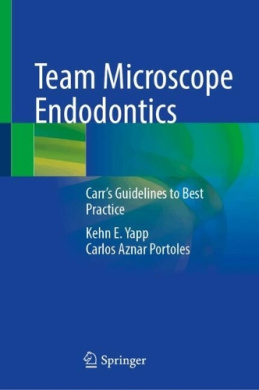 Team Microscope
Endodontics
Carr's Guidelines to Best
Practice
Kehn E. Yapp
Carlos Aznar Portoles
Springer